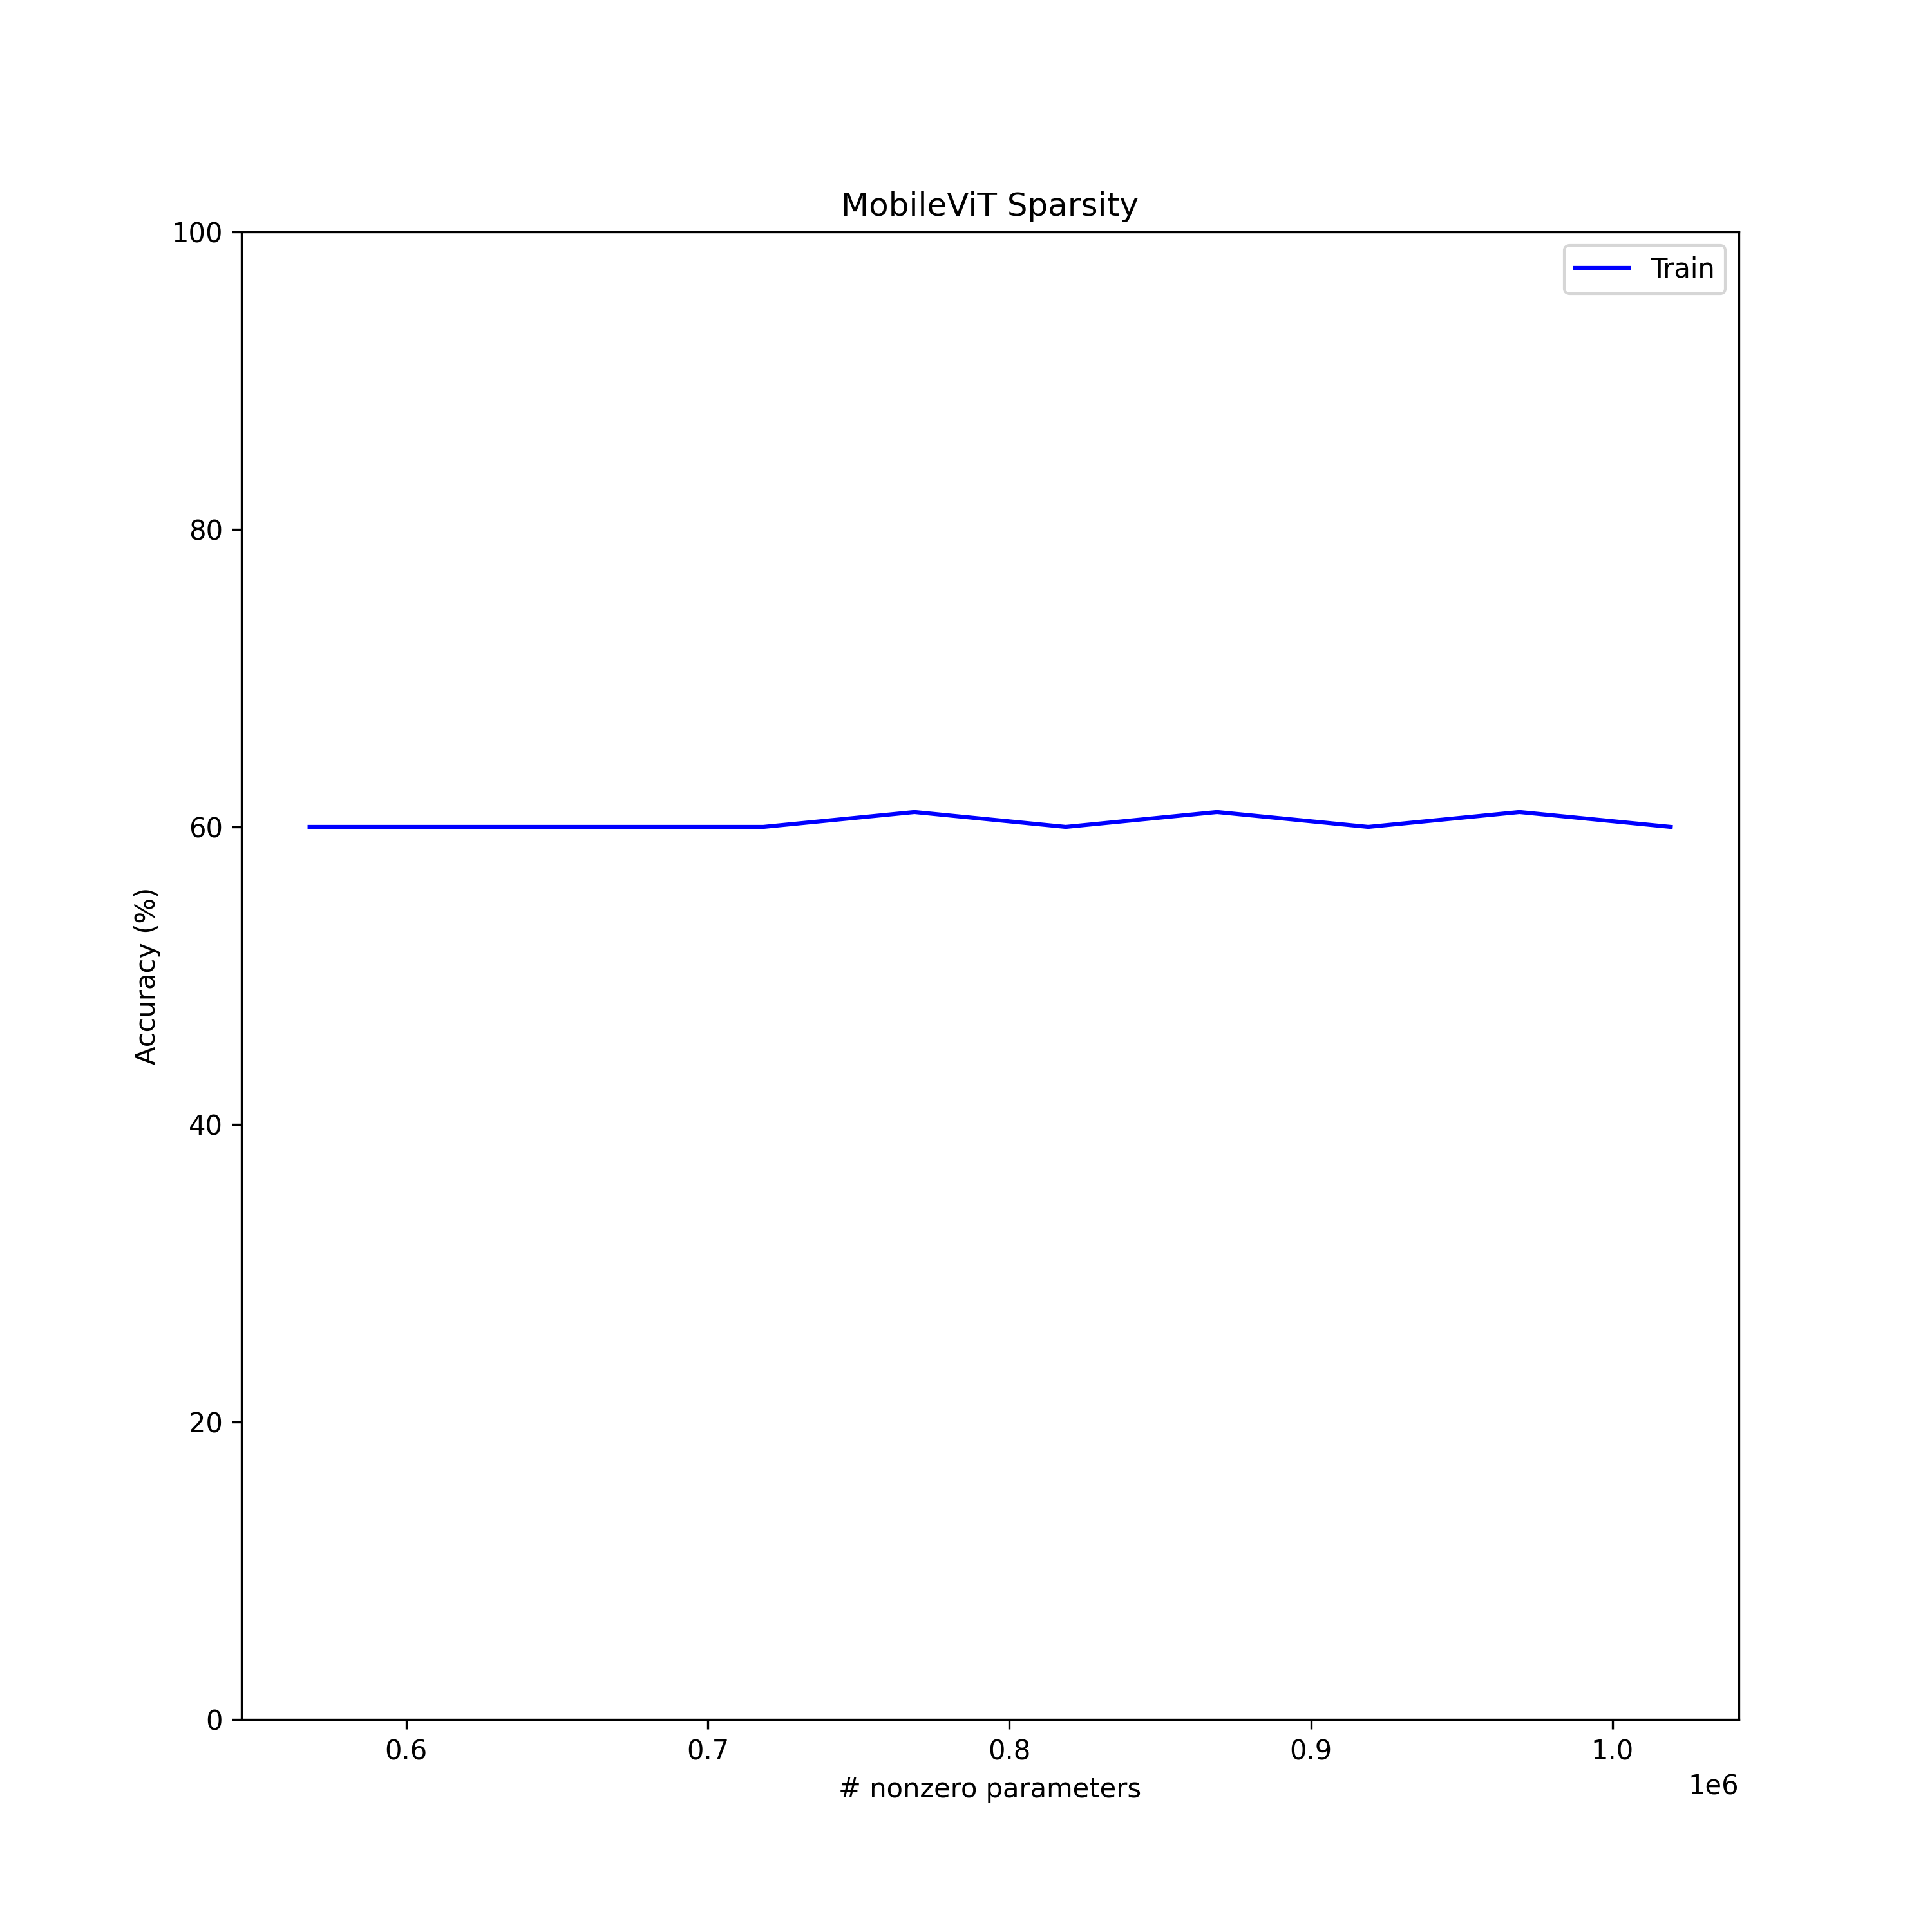 MobileViT Sparsity
100
Train
80
60
40
20
0
Accuracy (%)
0.6 0.7 0.8 0.9 1.0
1e6
# nonzero parameters